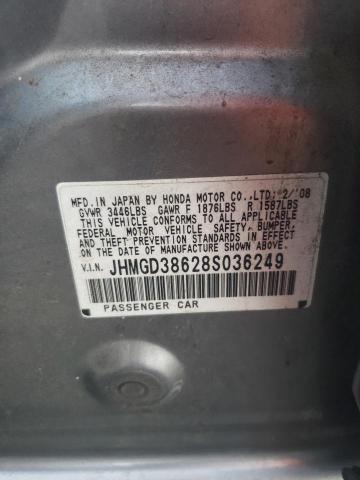 MFD. IN JAPAN BY HONDA MOTOR CO., LTD; 2/'08
GVWR 3446LBS GAWR F 1876LBS R 1587LBS
THIS VEHICLE CONFORMS TO ALL APPLICABLE
FEDERAL MOTOR VEHICLE SAFETY, BUMPER,
AND THEFT PREVENTION STANDARDS IN EFFECT
ON THE DATE OF MANUFACTURE SHOWN ABOVE.
V.I.N. JHMGD38628S036249
PASSENGER CAR